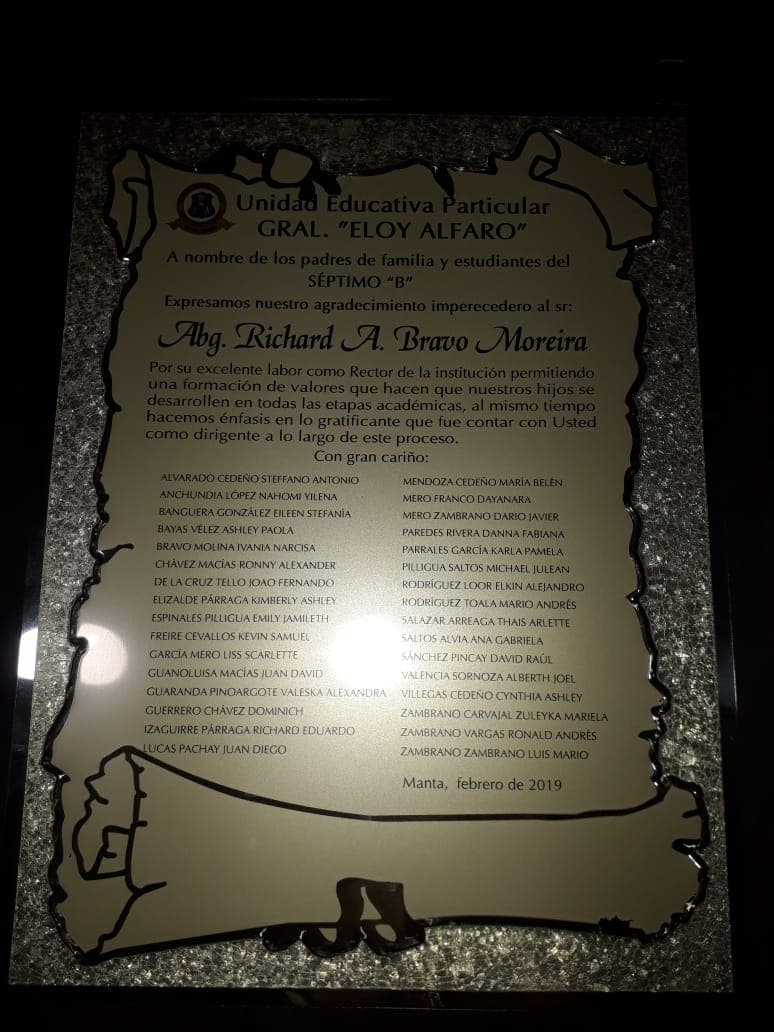 Unidad Educativa Particular
GRAL. "ELOY ALFARO"
A nombre de los padres de familia y estudiantes del
SÉPTIMO "B"
Expresamos nuestro agradecimiento imperecedero al sr:
Abg. Richard A. Bravo Moreira
Por su excelente labor como Rector de la institución permitiendo
una formación de valores que hacen que nuestros hijos se
desarrollen en todas las etapas académicas, al mismo tiempo
hacemos énfasis en lo gratificante que fue contar con Usted
como dirigente a lo largo de este proceso.
Con gran cariño:
ALVARADO CEDEÑO STEFFANO ANTONIO
ANCHUNDIA LÓPEZ NAHOMI YILENA
BANGUERA GONZÁLEZ EILEEN STEFANÍA
BAYAS VÉLEZ ASHLEY PAOLA
BRAVO MOLINA IVANIA NARCISA
CHÁVEZ MACÍAS RONNY ALEXANDER
DE LA CRUZ TELLO JOAO FERNANDO
ELIZALDE PÁRRAGA KIMBERLY ASHLEY
ESPINALES PILLIGUA EMILY JAMILETH
FREIRE CEVALLOS KEVIN SAMUEL
GARCÍA MERO LISS SCARLETTE
GUANOLUISA MACÍAS JUAN DAVID
GUARANDA PINOARGOTE VALESKA ALEXANDRA
GUERRERO CHÁVEZ DOMINICH
IZAGUIRRE PÁRRAGA RICHARD EDUARDO
LUCAS PACHAY JUAN DIEGO
MENDOZA CEDEÑO MARÍA BELÉN
MERO FRANCO DAYANARA
MERO ZAMBRANO DARIO JAVIER
PAREDES RIVERA DANNA FABIANA
PARRALES GARCÍA KARLA PAMELA
PILLIGUA SALTOS MICHAEL JULEAN
RODRÍGUEZ LOOR ELKIN ALEJANDRO
RODRÍGUEZ TOALA MARIO ANDRÉS
SALAZAR ARREAGA THAIS ARLETTE
SALTOS ALVIA ANA GABRIELA
SÁNCHEZ PINCAY DAVID RAÚL
VALENCIA SORNOZA ALBERTH JOEL
VILLEGAS CEDEÑO CYNTHIA ASHLEY
ZAMBRANO CARVAJAL ZULEYKA MARIELA
ZAMBRANO VARGAS RONALD ANDRÉS
ZAMBRANO ZAMBRANO LUIS MARIO
Manta, febrero de 2019